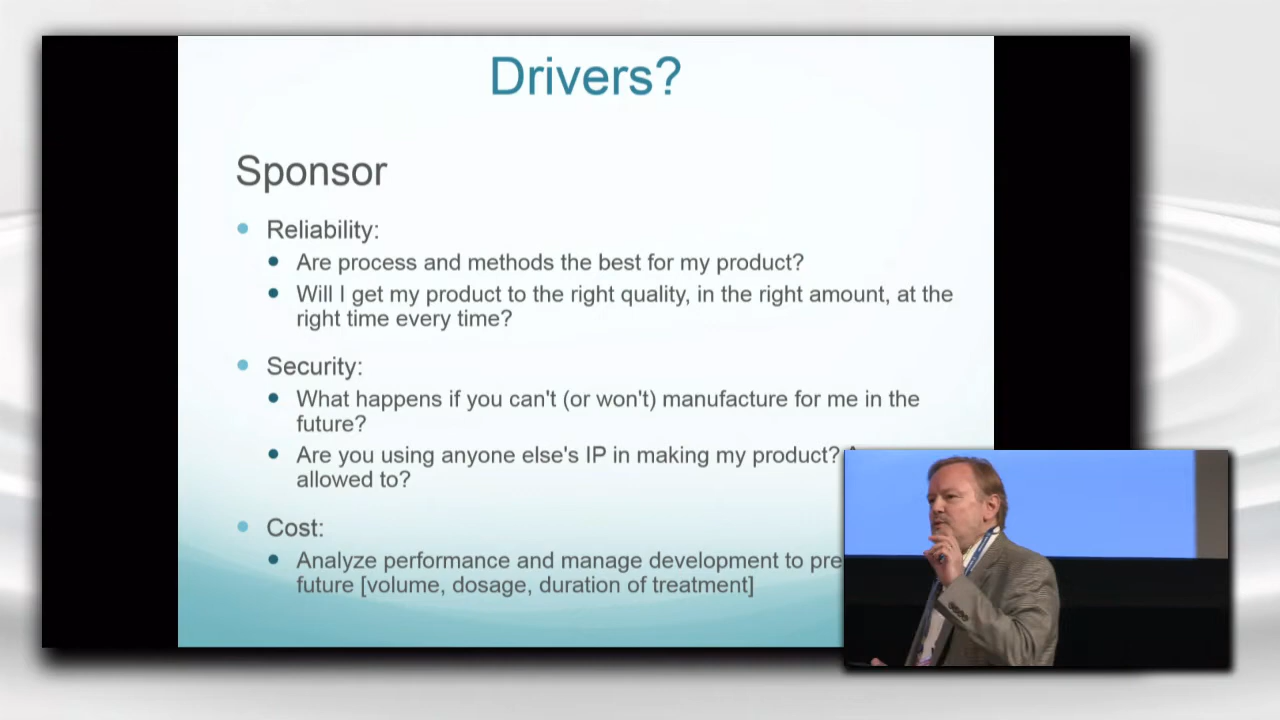 Drivers?
Sponsor
Reliability:
Are process and methods the best for my product?
Will I get my product to the right quality, in the right amount, at the
right time every time?
Security:
What happens if you can't (or won't) manufacture for me in the
future?
Are you using anyone else's IP in making my product?
allowed to?
Cost:
Analyze performance and manage development to
future [volume, dosage, duration of treatment]